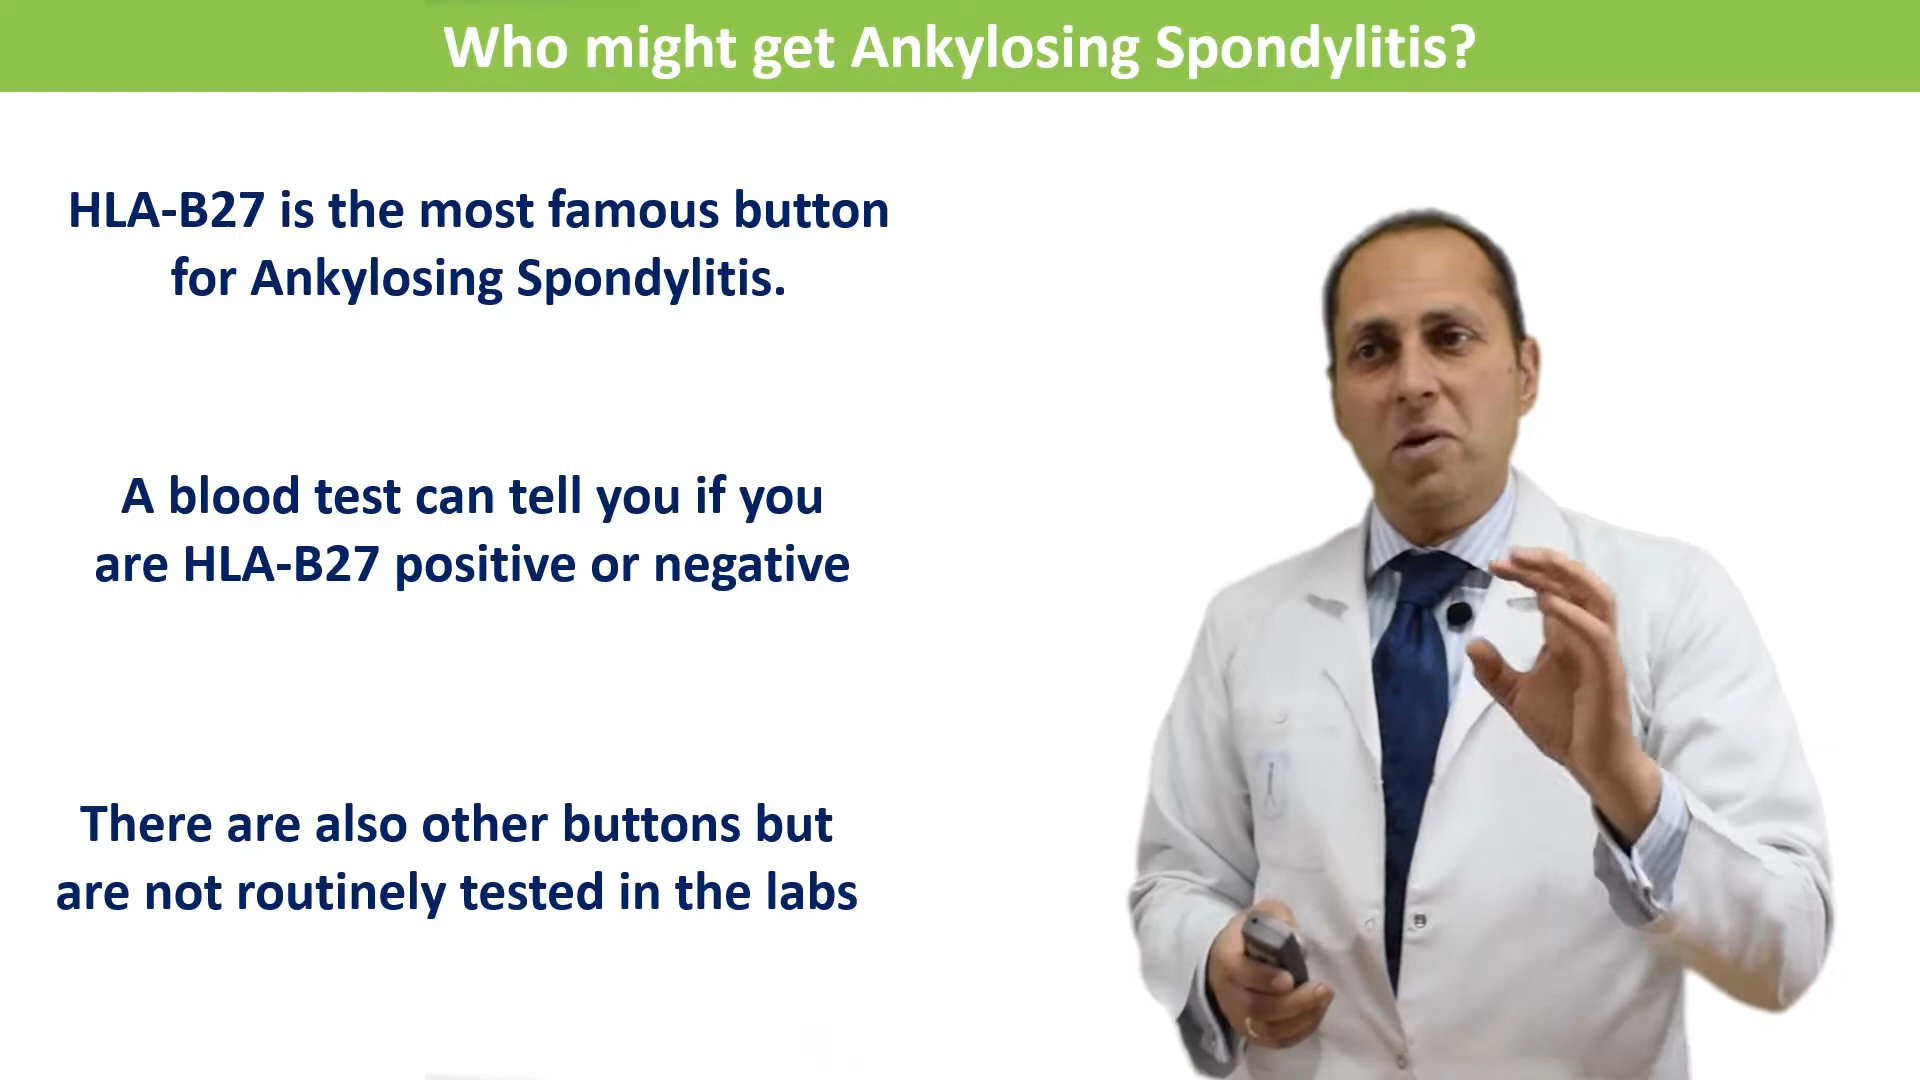 Who might get Ankylosing Spondylitis?
HLA-B27 is the most famous button
for Ankylosing Spondylitis.
A blood test can tell you if you
are HLA-B27 positive or negative
There are also other buttons but
are not routinely tested in the labs